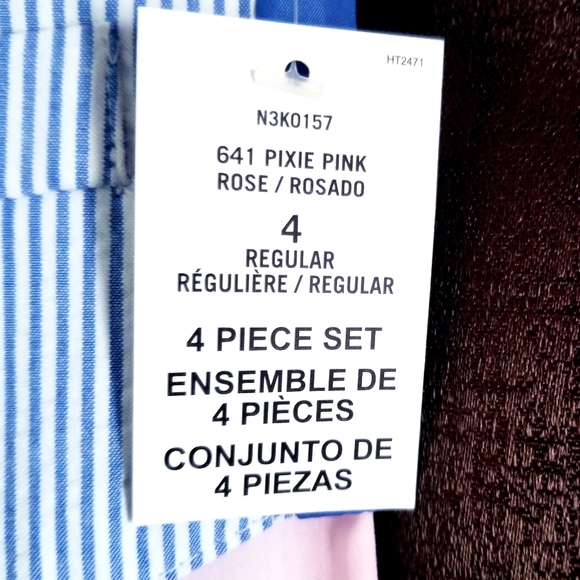 HT2471
N3K0157
641 PIXIE PINK
ROSE / ROSADO
4
REGULAR
RÉGULIÈRE / REGULAR
4 PIECE SET
ENSEMBLE DE
4 PIÈCES
CONJUNTO DE
4 PIEZAS